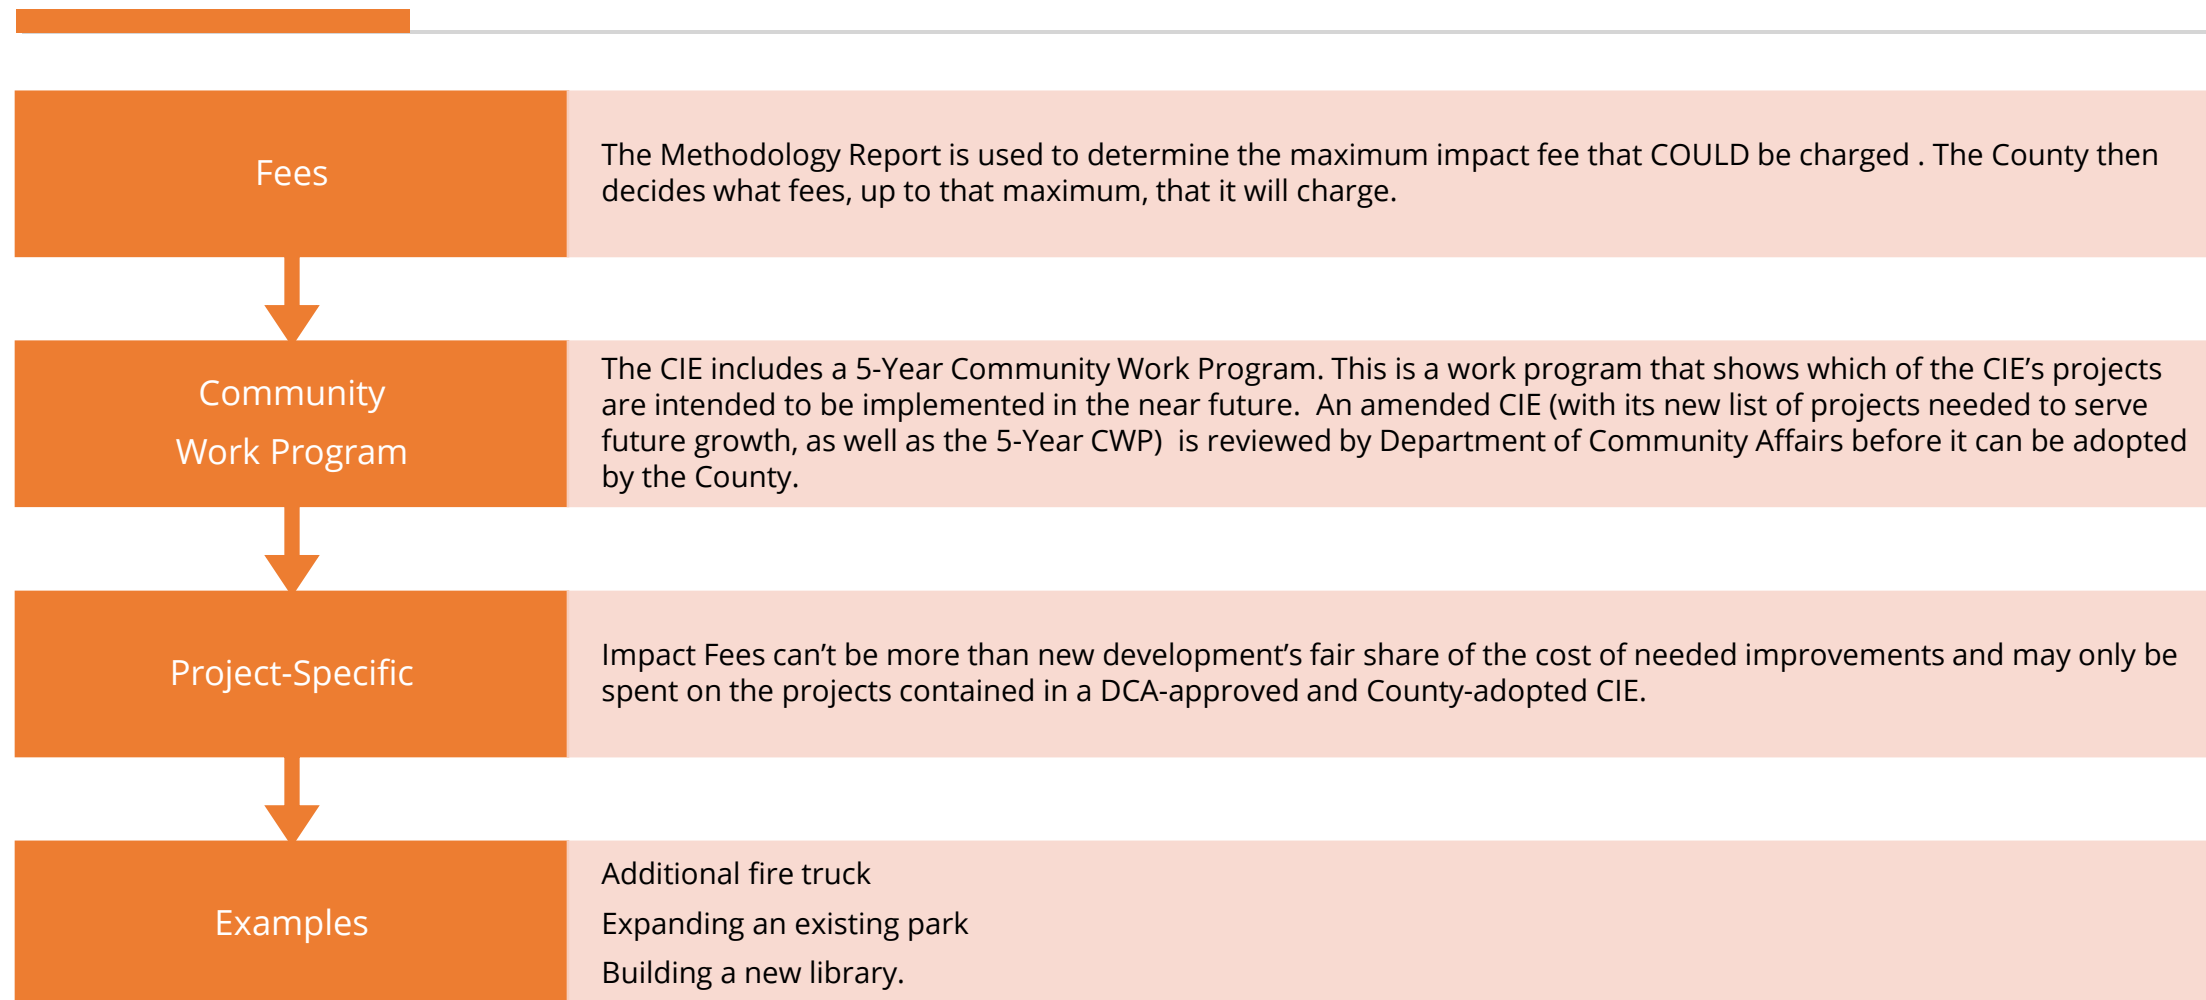 Fees
The Methodology Report is used to determine the maximum impact fee that COULD be charged . The County then
decides what fees, up to that maximum, that it will charge.
Community
Work Program
The CIE includes a 5-Year Community Work Program. This is a work program that shows which of the CIE’s projects
are intended to be implemented in the near future.  An amended CIE (with its new list of projects needed to serve
future growth, as well as the 5-Year CWP)  is reviewed by Department of Community Affairs before it can be adopted
by the County.
Project-Specific
Impact Fees can’t be more than new development’s fair share of the cost of needed improvements and may only be
spent on the projects contained in a DCA-approved and County-adopted CIE.
Examples
Additional fire truck
Expanding an existing park
Building a new library.